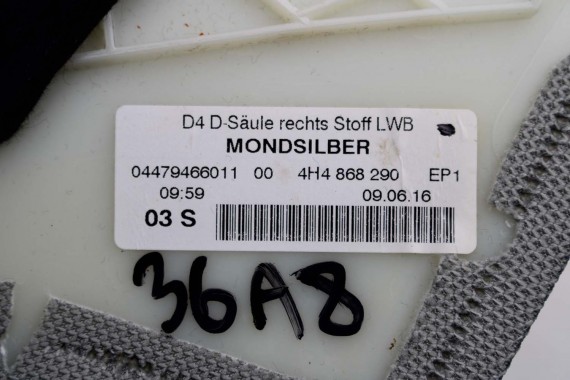 D4 D-Säule rechts Stoff LWB
MONDSILBER
04479466011 00 4H4 868 290 EP1
09:59 09.06.16
03 S
36A8